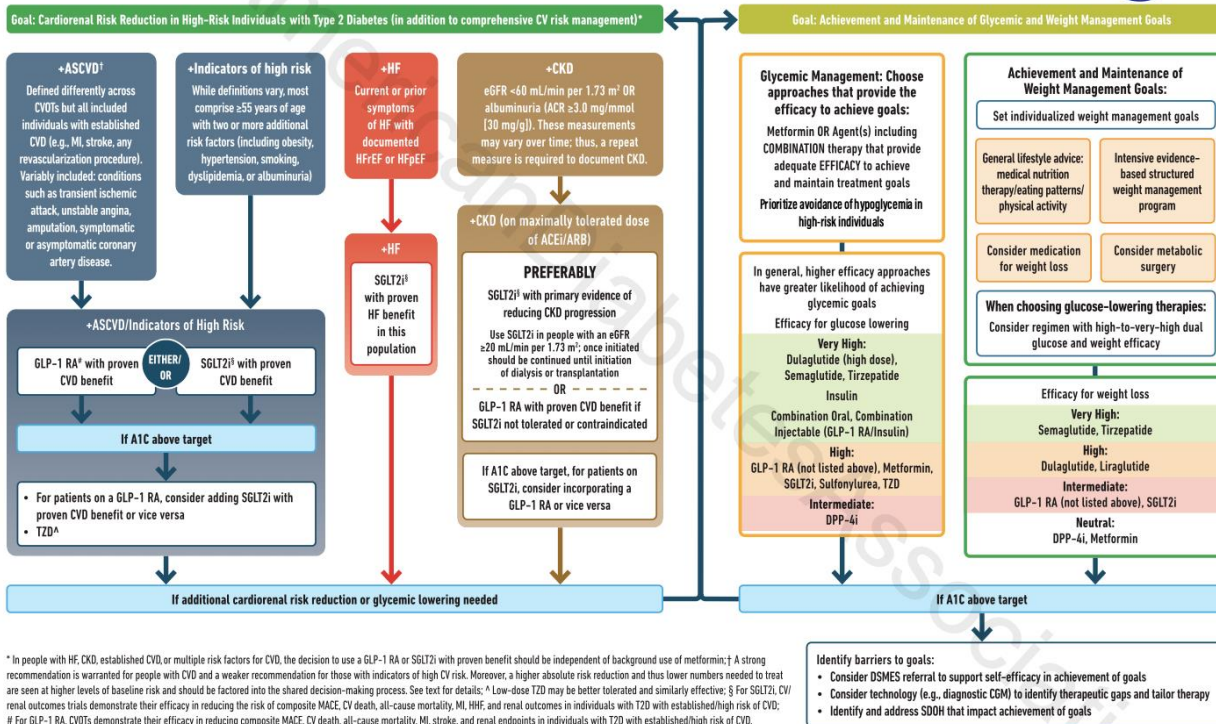 Goal: Cardiorenal Risk Reduction in High-Risk Individuals with Type 2 Diabetes (in addition to comprehensive CV risk management)*
Goal: Achievement and Maintenance of Glycemic and Weight Management Goals
+ASCVD†
Defined differently across
CVOTs but all included
individuals with established
CVD (e.g., MI, stroke, any
revascularization procedure).
Variably included: conditions
such as transient ischemic
attack, unstable angina,
amputation, symptomatic
or asymptomatic coronary
artery disease.
+Indicators of high risk
While definitions vary, most
comprise ≥55 years of age
with two or more additional
risk factors (including obesity,
hypertension, smoking,
dyslipidemia, or albuminuria)
+ASCVD/Indicators of High Risk
GLP-1 RA# with proven
CVD benefit
EITHER/
OR
SGLT2i§ with proven
CVD benefit
If A1C above target
• For patients on a GLP-1 RA, consider adding SGLT2i with
proven CVD benefit or vice versa
• TZD^
+HF
Current or prior
symptoms
of HF with
documented
HFrEF or HFpEF
+HF
SGLT2i§
with proven
HF benefit
in this
population
+CKD
eGFR <60 mL/min per 1.73 m² OR
albuminuria (ACR ≥3.0 mg/mmol
[30 mg/g]). These measurements
may vary over time; thus, a repeat
measure is required to document CKD.
+CKD (on maximally tolerated dose
of ACEi/ARB)
PREFERABLY
SGLT2i§ with primary evidence of
reducing CKD progression
Use SGLT2i in people with an eGFR
≥20 mL/min per 1.73 m²; once initiated
should be continued until initiation
of dialysis or transplantation
OR
GLP-1 RA with proven CVD benefit if
SGLT2i not tolerated or contraindicated
If A1C above target, for patients on
SGLT2i, consider incorporating a
GLP-1 RA or vice versa
If additional cardiorenal risk reduction or glycemic lowering needed
Glycemic Management: Choose
approaches that provide the
efficacy to achieve goals:
Metformin OR Agent(s) including
COMBINATION therapy that provide
adequate EFFICACY to achieve
and maintain treatment goals
Prioritize avoidance of hypoglycemia in
high-risk individuals
In general, higher efficacy approaches
have greater likelihood of achieving
glycemic goals
Efficacy for glucose lowering
Very High:
Dulaglutide (high dose),
Semaglutide, Tirzepatide
Insulin
Combination Oral, Combination
Injectable (GLP-1 RA/Insulin)
High:
GLP-1 RA (not listed above), Metformin,
SGLT2i, Sulfonylurea, TZD
Intermediate:
DPP-4i
Achievement and Maintenance of
Weight Management Goals:
Set individualized weight management goals
General lifestyle advice:
medical nutrition
therapy/eating patterns/
physical activity
Intensive evidence-
based structured
weight management
program
Consider medication
for weight loss
Consider metabolic
surgery
When choosing glucose-lowering therapies:
Consider regimen with high-to-very-high dual
glucose and weight efficacy
Efficacy for weight loss
Very High:
Semaglutide, Tirzepatide
High:
Dulaglutide, Liraglutide
Intermediate:
GLP-1 RA (not listed above), SGLT2i
Neutral:
DPP-4i, Metformin
If A1C above target
Identify barriers to goals:
• Consider DSMES referral to support self-efficacy in achievement of goals
• Consider technology (e.g., diagnostic CGM) to identify therapeutic gaps and tailor therapy
• Identify and address SDOH that impact achievement of goals
* In people with HF, CKD, established CVD, or multiple risk factors for CVD, the decision to use a GLP-1 RA or SGLT2i with proven benefit should be independent of background use of metformin; † A strong
recommendation is warranted for people with CVD and a weaker recommendation for those with indicators of high CV risk. Moreover, a higher absolute risk reduction and thus lower numbers needed to treat
are seen at higher levels of baseline risk and should be factored into the shared decision-making process. See text for details; ^ Low-dose TZD may be better tolerated and similarly effective; § For SGLT2i, CV/
renal outcomes trials demonstrate their efficacy in reducing the risk of composite MACE, CV death, all-cause mortality, MI, HHF, and renal outcomes in individuals with T2D with established/high risk of CVD;
# For GLP-1 RA, CVOTs demonstrate their efficacy in reducing composite MACE, CV death, all-cause mortality, MI, stroke, and renal endpoints in individuals with T2D with established/high risk of CVD.